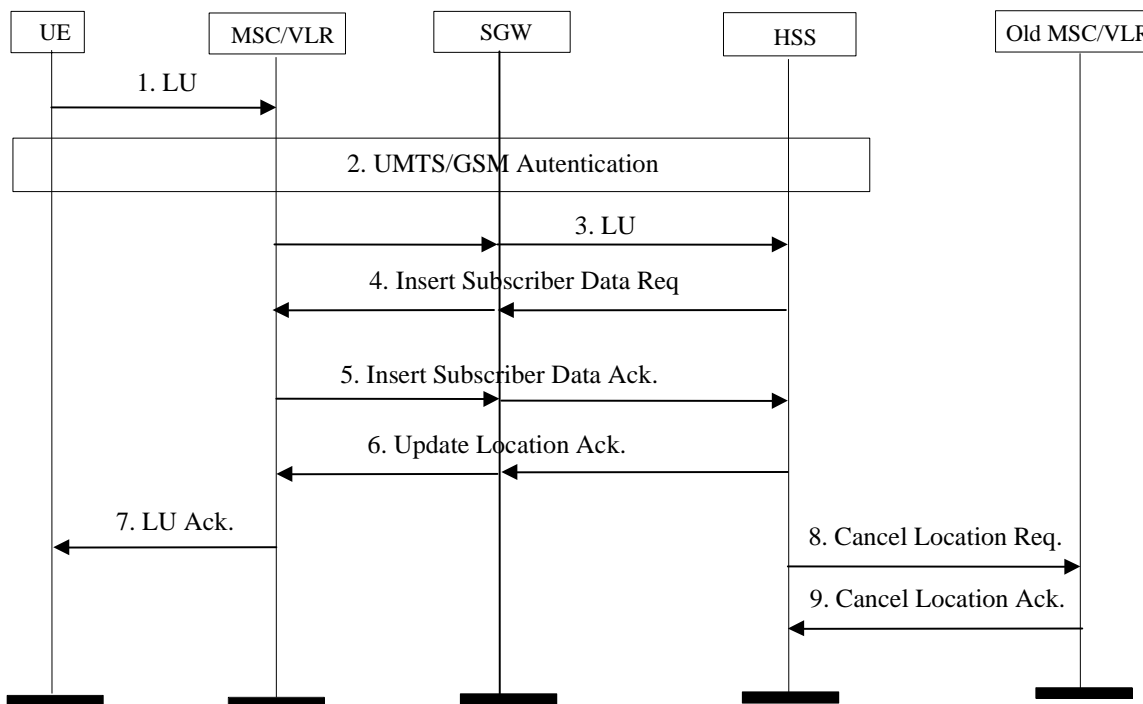 UE
MSC/VLR
SGW
HSS
Old MSC/VLR
1. LU
2. UMTS/GSM Autentication
3. LU
4. Insert Subscriber Data Req
5. Insert Subscriber Data Ack.
6. Update Location Ack.
7. LU Ack.
8. Cancel Location Req.
9. Cancel Location Ack.